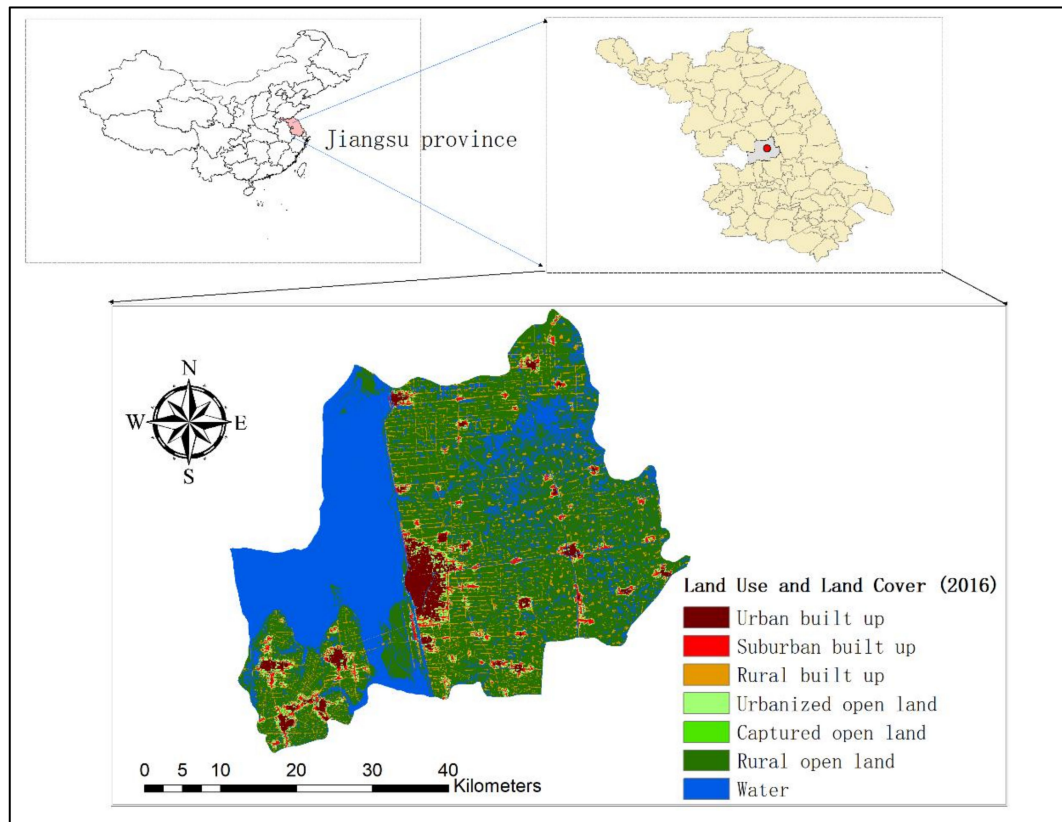 Jiangsu province
N
W
E
S
Land Use and Land Cover (2016)
Urban built up
Suburban built up
Rural built up
Urbanized open land
Captured open land
Rural open land
Water
0 5 10 20 30 40
Kilometers